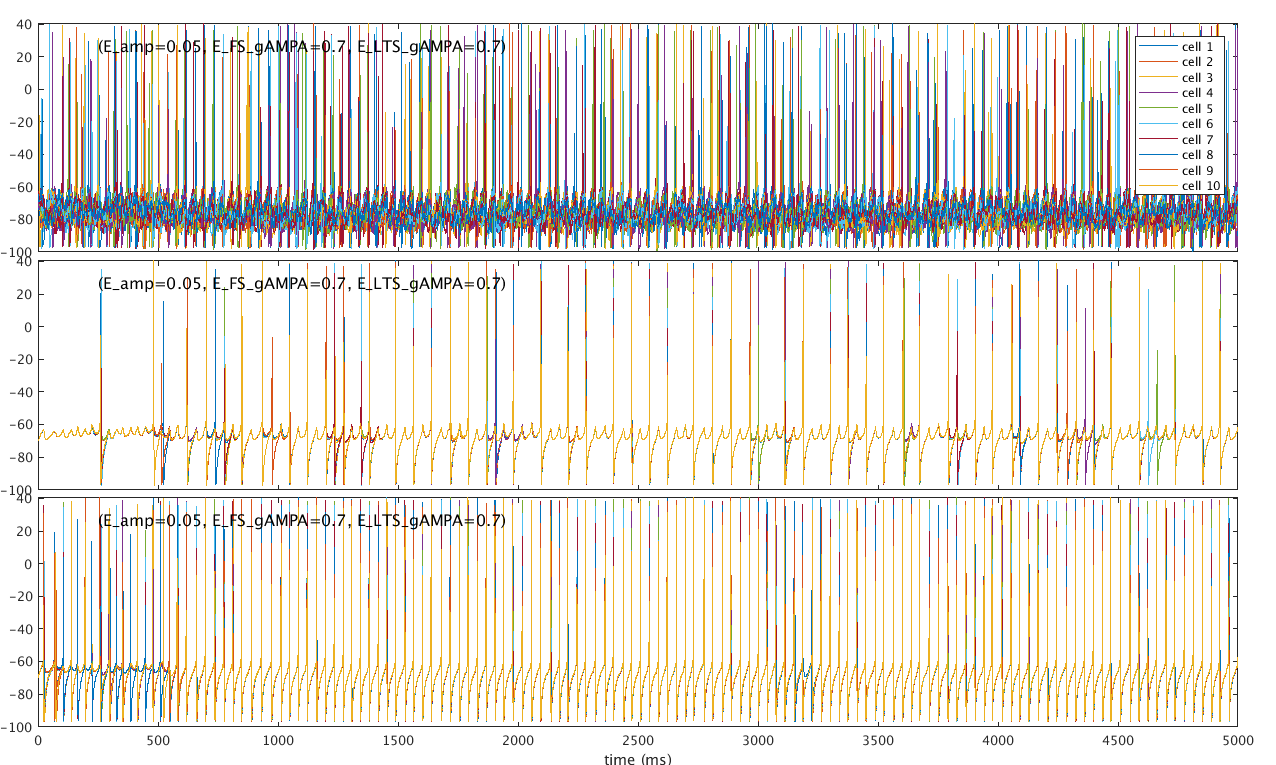 40
(E_amp=0.05, E_FS_gAMPA=0.7, E_LTS_gAMPA=0.7)
20
0
−20
−40
−60
−80
−100
cell 1
cell 2
cell 3
cell 4
cell 5
cell 6
cell 7
cell 8
cell 9
cell 10
40
(E_amp=0.05, E_FS_gAMPA=0.7, E_LTS_gAMPA=0.7)
20
0
−20
−40
−60
−80
−100
40
(E_amp=0.05, E_FS_gAMPA=0.7, E_LTS_gAMPA=0.7)
20
0
−20
−40
−60
−80
−100
0 500 1000 1500 2000 2500 3000 3500 4000 4500 5000
time (ms)